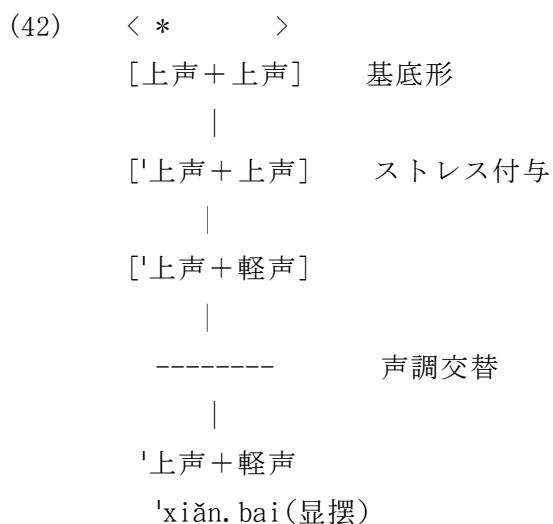 (42) < * >
[上声＋上声] 基底形
|
['上声＋上声] ストレス付与
|
['上声＋軽声]
|
-------- 声調交替
|
'上声＋軽声
'xiǎn.bai(显摆)